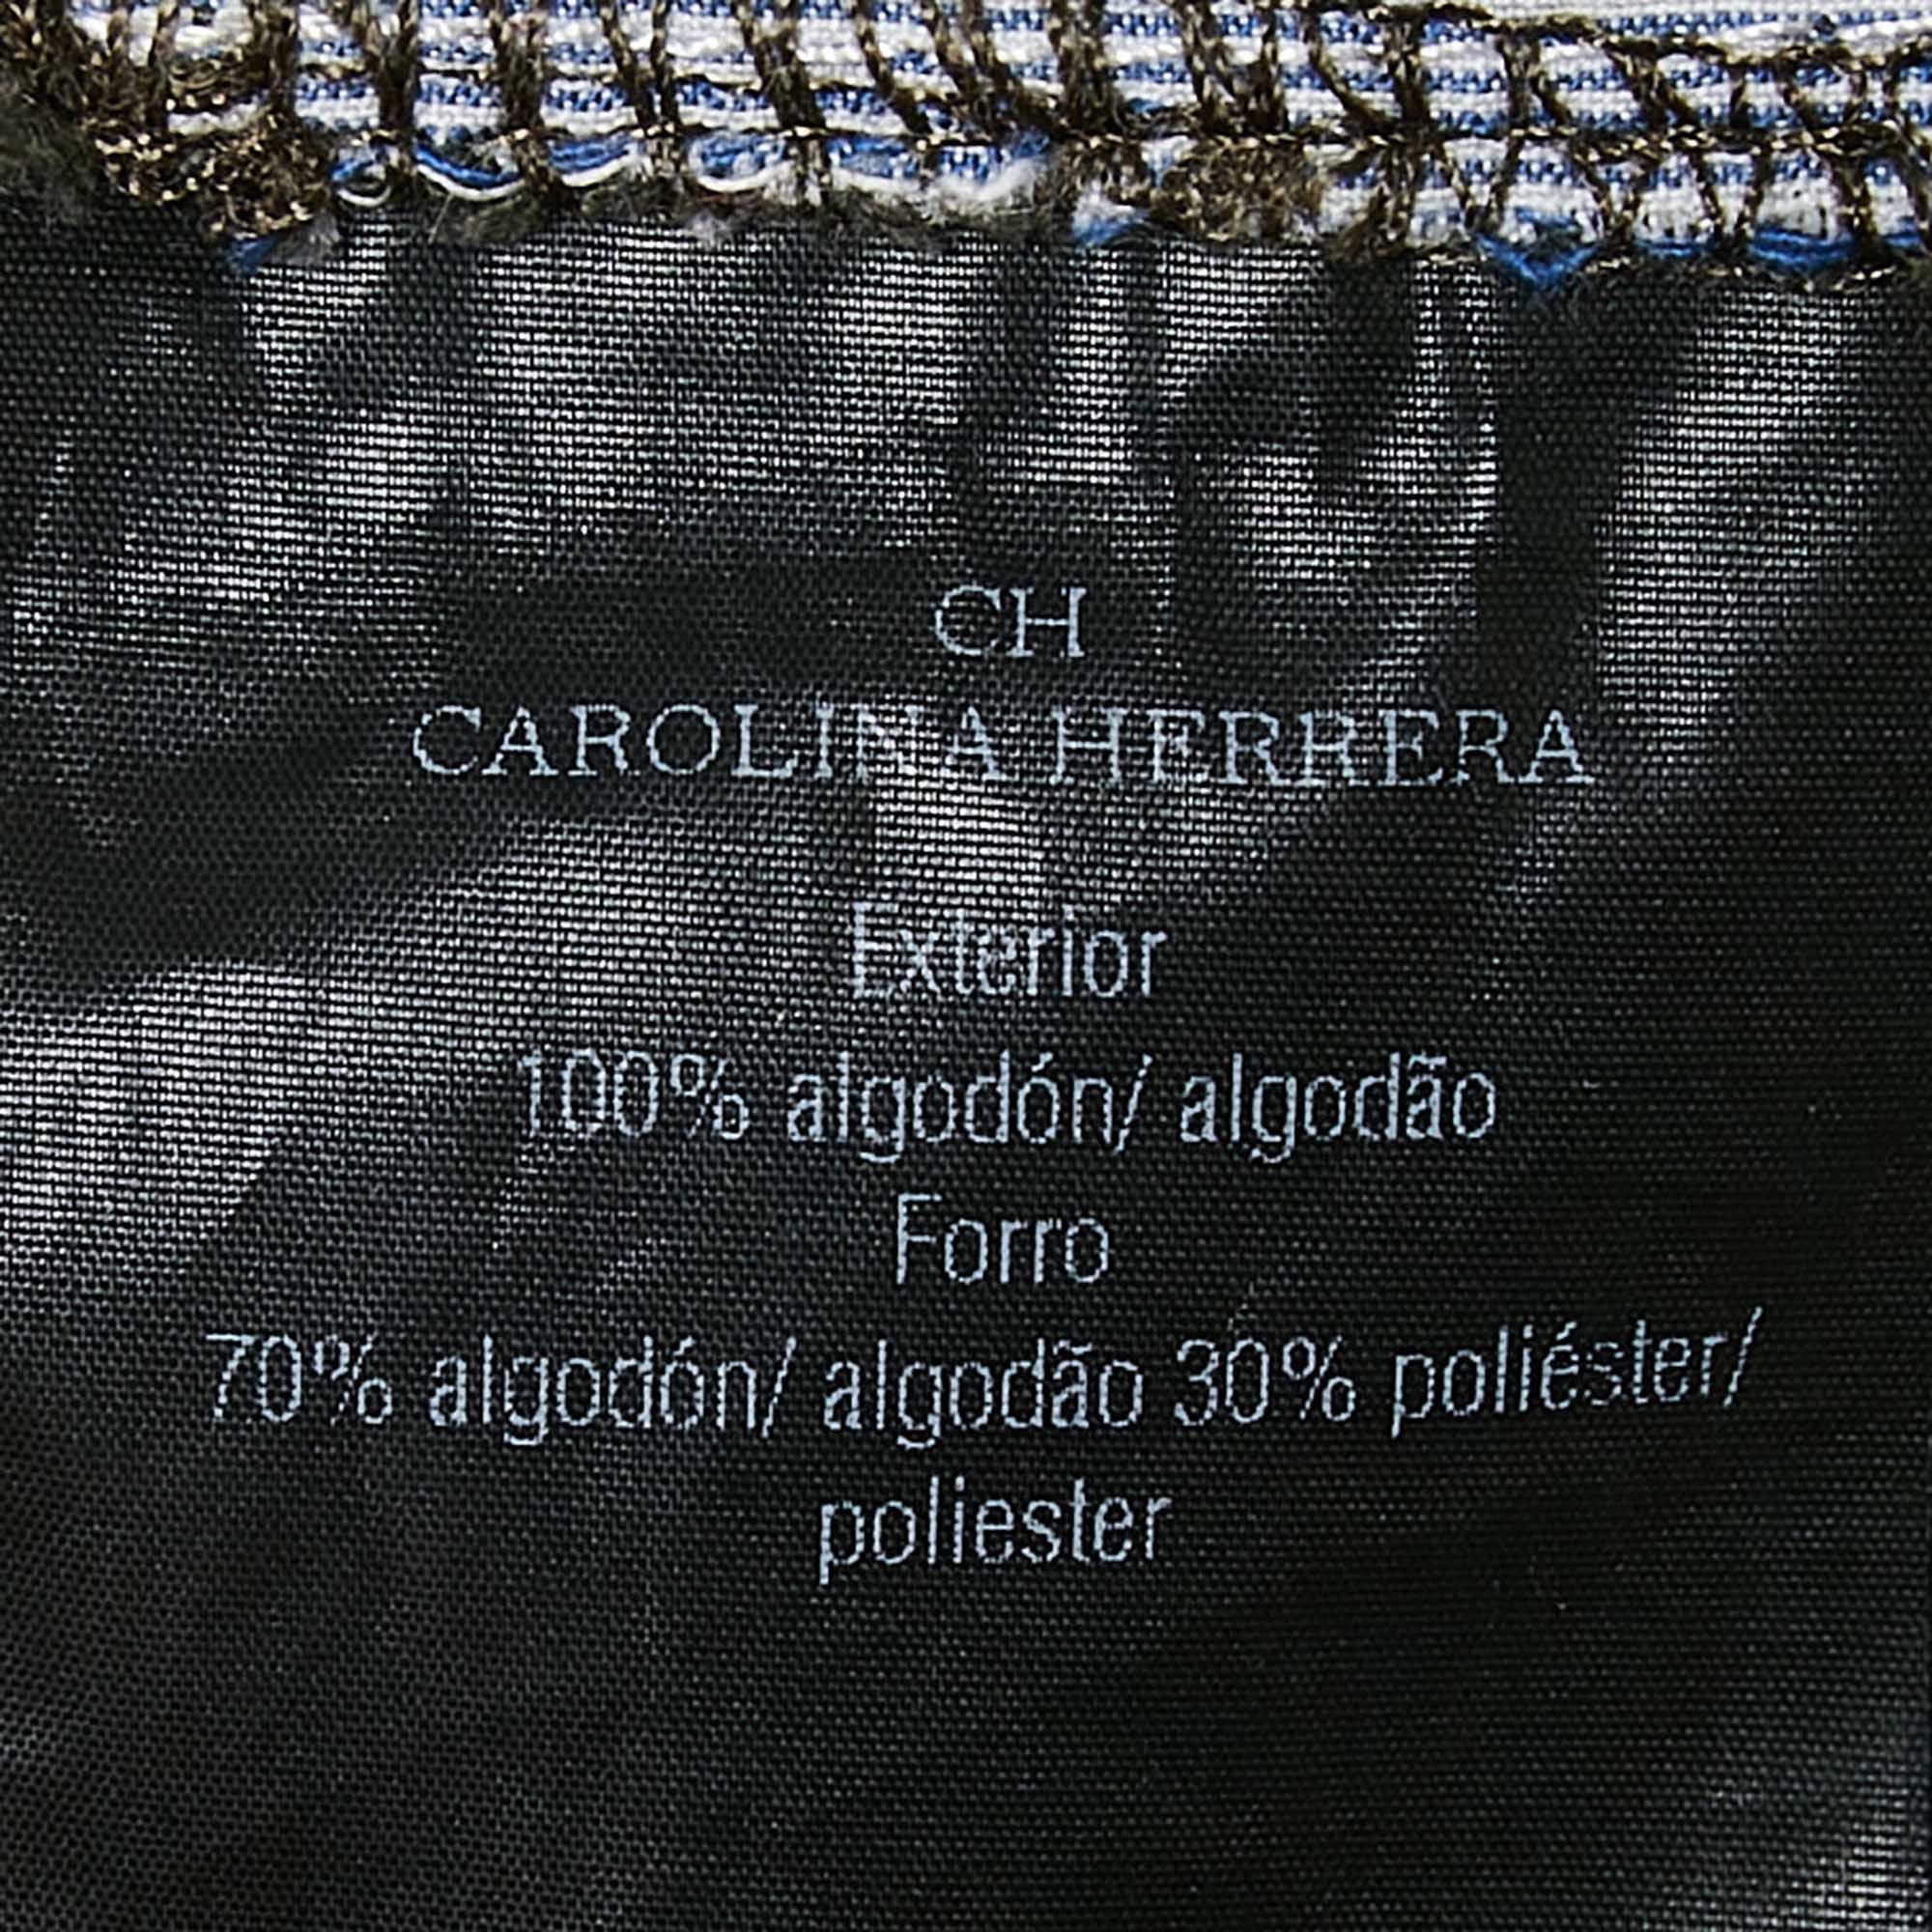 CH
CAROLINA HERRERA
Exterior
100% algodón/ algodão
Forro
70% algodón/ algodão 30% poliéster/
poliester